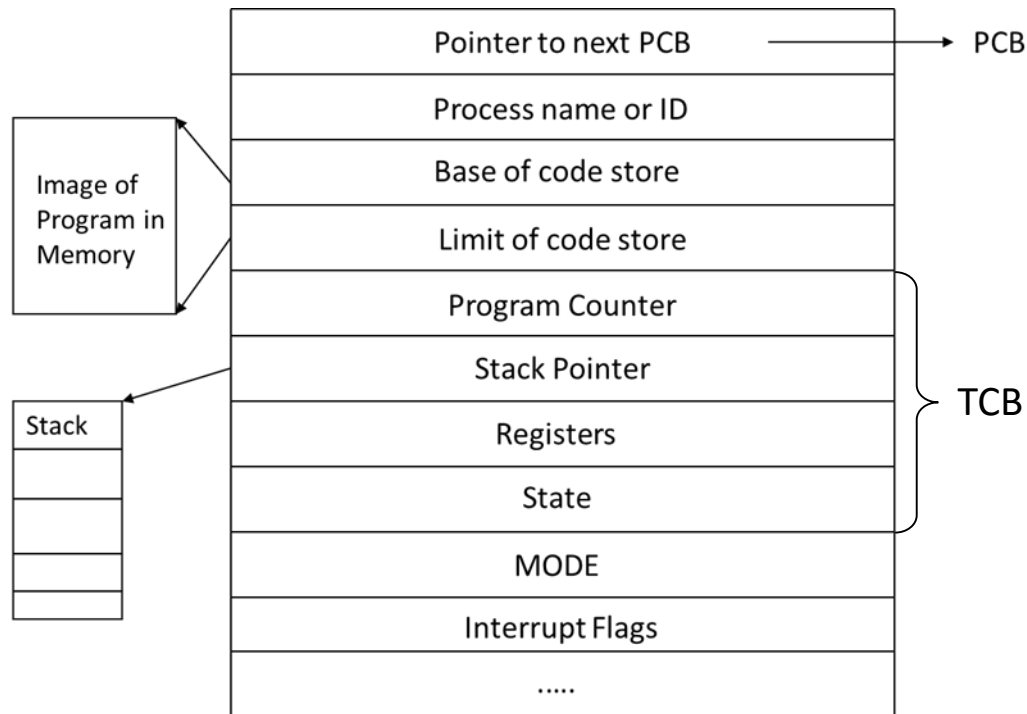 Pointer to next PCB
PCB
Process name or ID
Base of code store
Image of
Program in
Memory
Limit of code store
Program Counter
Stack Pointer
TCB
Stack
Registers
State
MODE
Interrupt Flags
.....